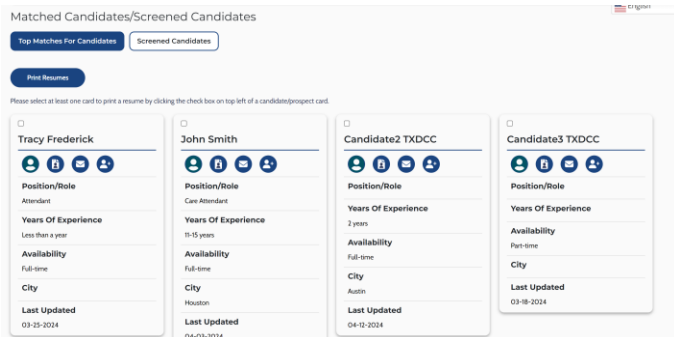 English
Matched Candidates/Screened Candidates
Top Matches For Candidates
Screened Candidates
Print Resumes
Please select at least one card to print a resume by clicking the check box on top left of a candidate/prospect card.
Tracy Frederick
Position/Role
Attendant
Years Of Experience
Less than a year
Availability
Full-time
City
Last Updated
03-25-2024
John Smith
Position/Role
Care Attendant
Years Of Experience
11-15 years
Availability
Full-time
City
Houston
Last Updated
04-03-2024
Candidate2 TXDCC
Position/Role
Years Of Experience
2 years
Availability
Full-time
City
Austin
Last Updated
04-12-2024
Candidate3 TXDCC
Position/Role
Years Of Experience
Availability
Part-time
City
Last Updated
03-18-2024